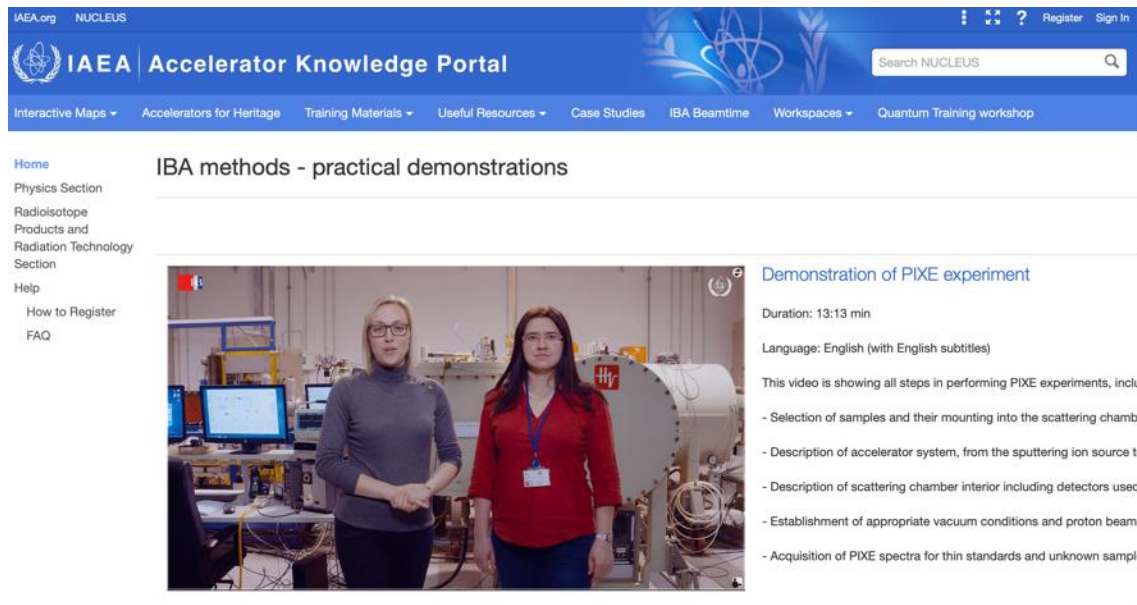 IAEA.org NUCLEUS
? Register Sign In
IAEA Accelerator Knowledge Portal
Search NUCLEUS
Interactive Maps Accelerators for Heritage Training Materials Useful Resources Case Studies IBA Beamtime Workspaces Quantum Training workshop
Home
Physics Section
Radioisotope
Products and
Radiation Technology
Section
Help
How to Register
FAQ
IBA methods - practical demonstrations
Demonstration of PIXE experiment
Duration: 13:13 min
Language: English (with English subtitles)
This video is showing all steps in performing PIXE experiments, inclu
- Selection of samples and their mounting into the scattering chamb
- Description of accelerator system, from the sputtering ion source t
- Description of scattering chamber interior including detectors used
- Establishment of appropriate vacuum conditions and proton beam
- Acquisition of PIXE spectra for thin standards and unknown sampl